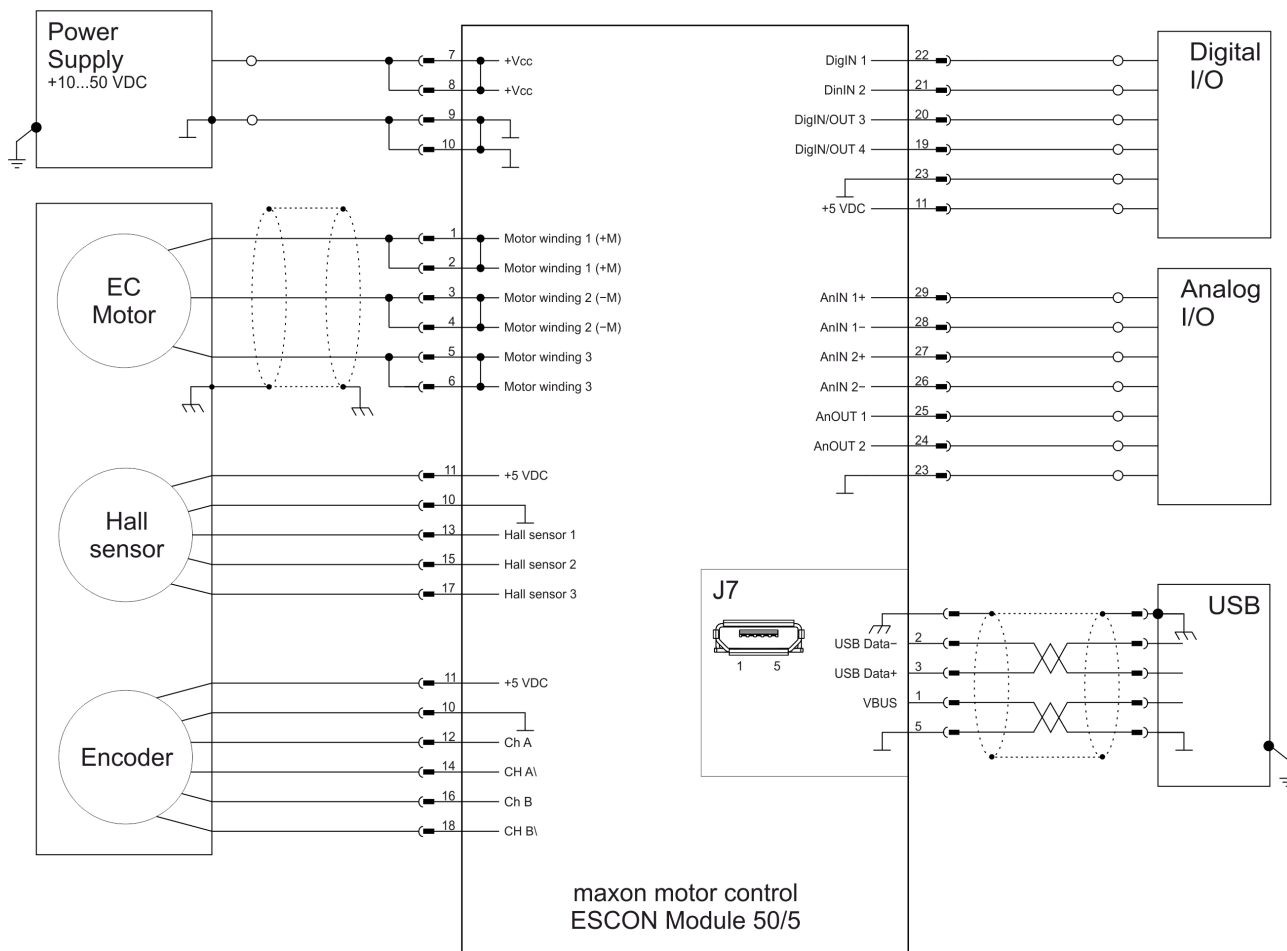 Power
Supply
+10...50 VDC
7
+Vcc
8
+Vcc
9
10
EC
Motor
1
Motor winding 1 (+M)
2
Motor winding 1 (+M)
3
Motor winding 2 (−M)
4
Motor winding 2 (−M)
5
Motor winding 3
6
Motor winding 3
Hall
sensor
11
+5 VDC
10
13
Hall sensor 1
15
Hall sensor 2
17
Hall sensor 3
Encoder
11
+5 VDC
10
12
Ch A
14
CH A\
16
Ch B
18
CH B\
DigIN 1
22
DinIN 2
21
DigIN/OUT 3
20
DigIN/OUT 4
19
23
+5 VDC
11
Digital
I/O
AnIN 1+
29
AnIN 1−
28
AnIN 2+
27
AnIN 2−
26
AnOUT 1
25
AnOUT 2
24
23
Analog
I/O
J7
1 5
USB Data−
2
USB Data+
3
VBUS
1
5
USB
maxon motor control
ESCON Module 50/5